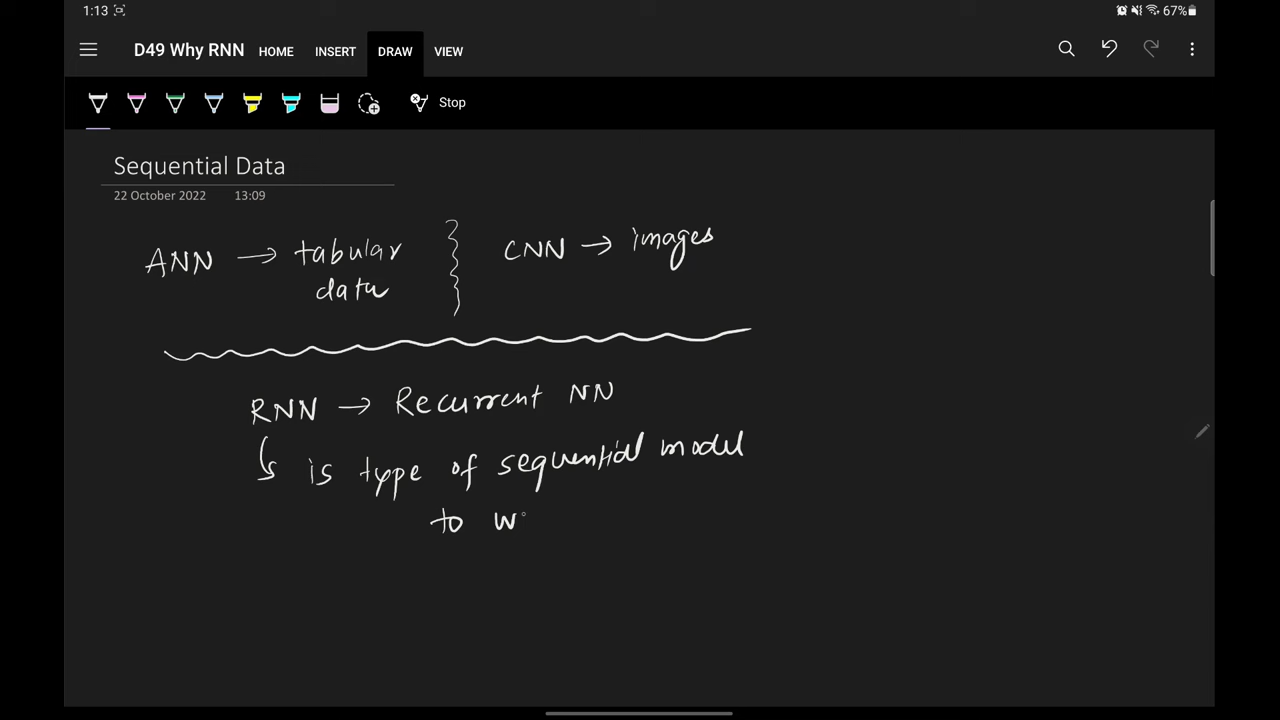 1:13 67%
D49 Why RNN HOME INSERT DRAW VIEW
Stop
Sequential Data
22 October 2022 13:09
ANN → tabular data
CNN → images
RNN → Recurrent NN
↳ is type of sequential model
to w